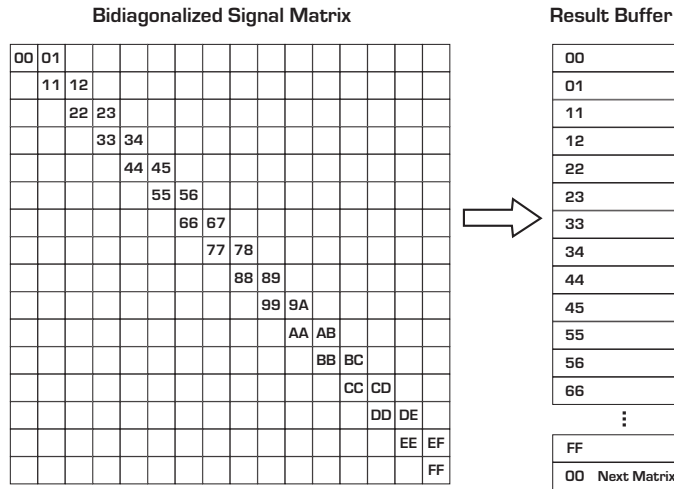 Bidiagonalized Signal Matrix
00 01
11 12
22 23
33 34
44 45
55 56
66 67
77 78
88 89
99 9A
AA AB
BB BC
CC CD
DD DE
EE EF
FF
Result Buffer
00
01
11
12
22
23
33
34
44
45
55
56
66
⋮
FF
00 Next Matrix